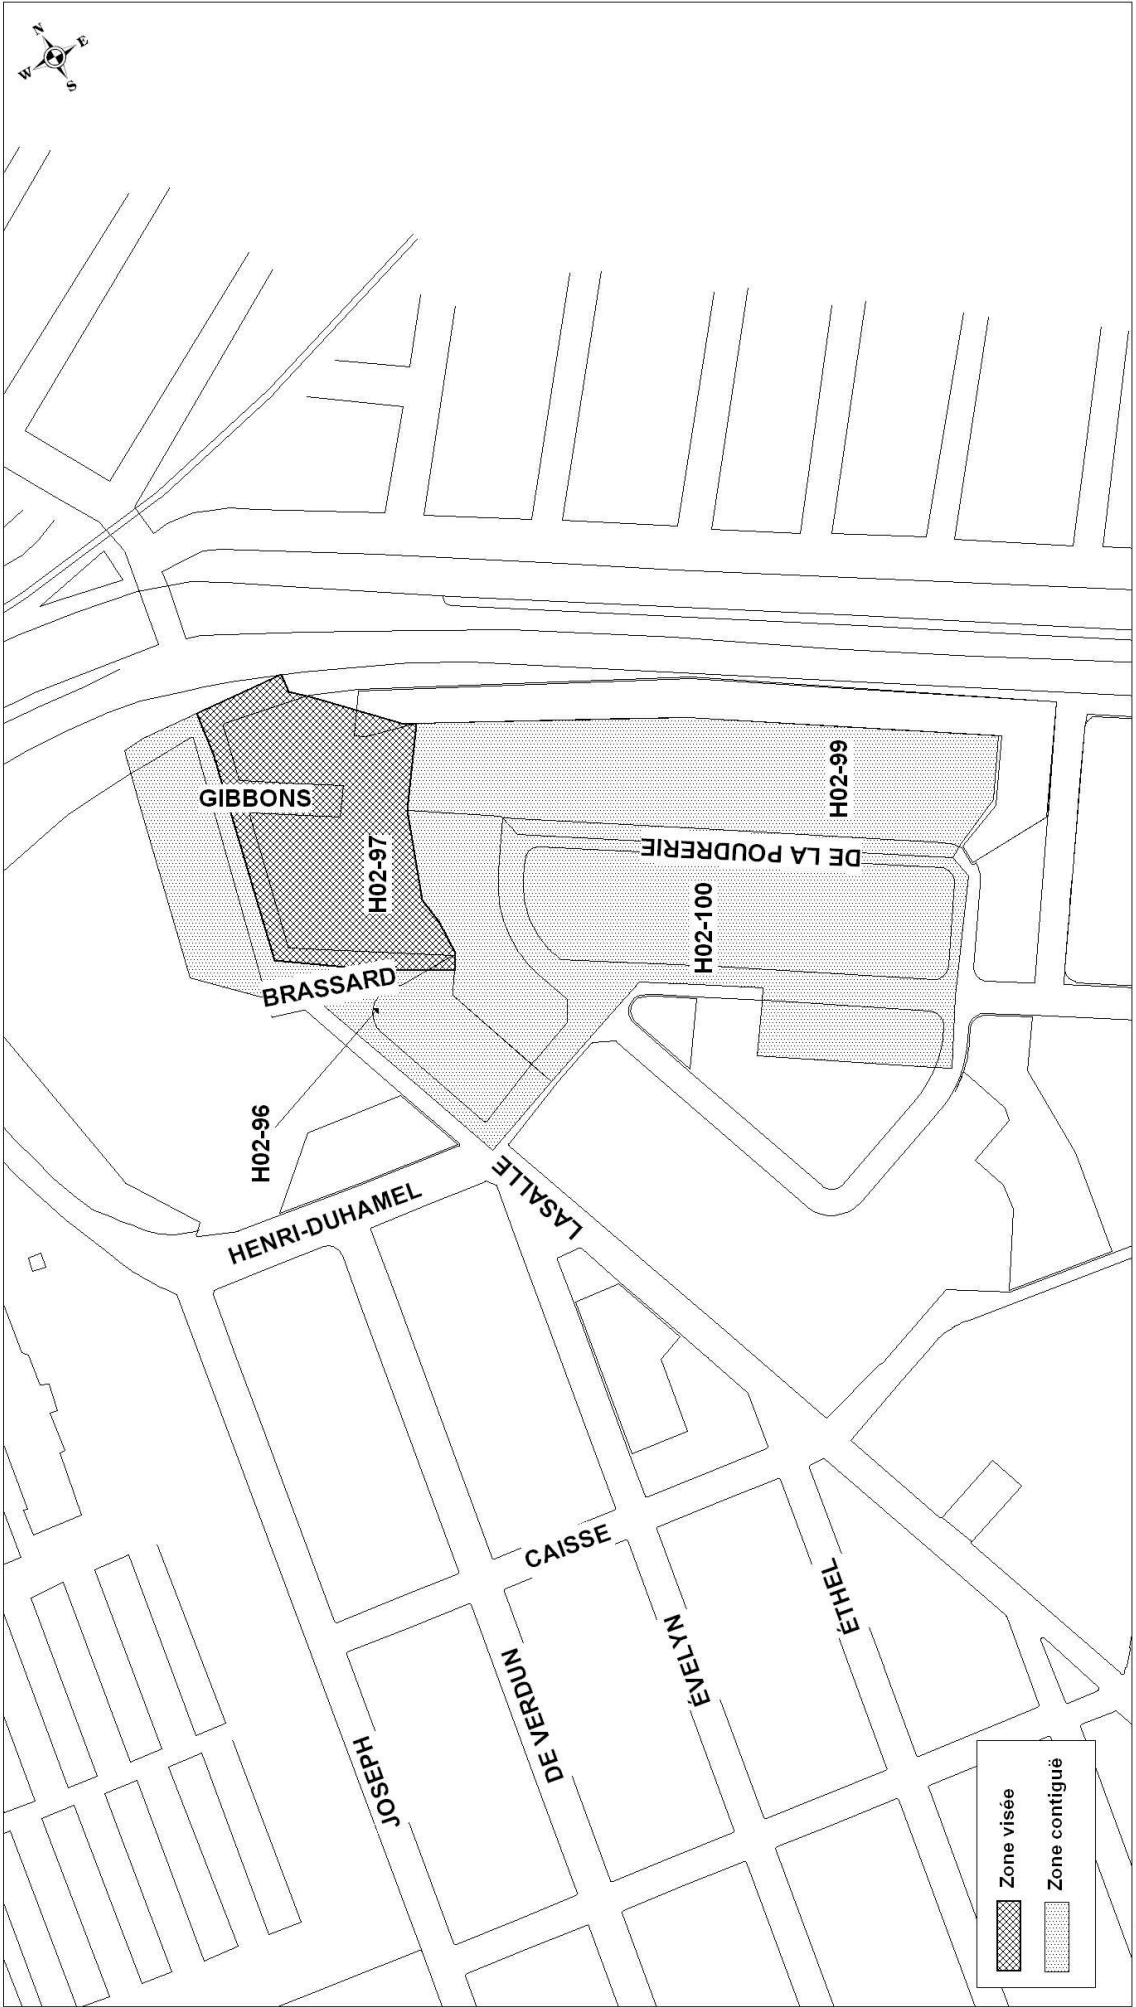 N
E
W
S
GIBBONS
H02-97
H02-99
DE LA POUDRERIE
H02-100
BRASSARD
H02-96
HENRI-DUHAMEL
LASALLE
CAISSE
ÉTHEL
ÉVELYN
DE VERDUN
JOSEPH
Zone visée
Zone contiguë